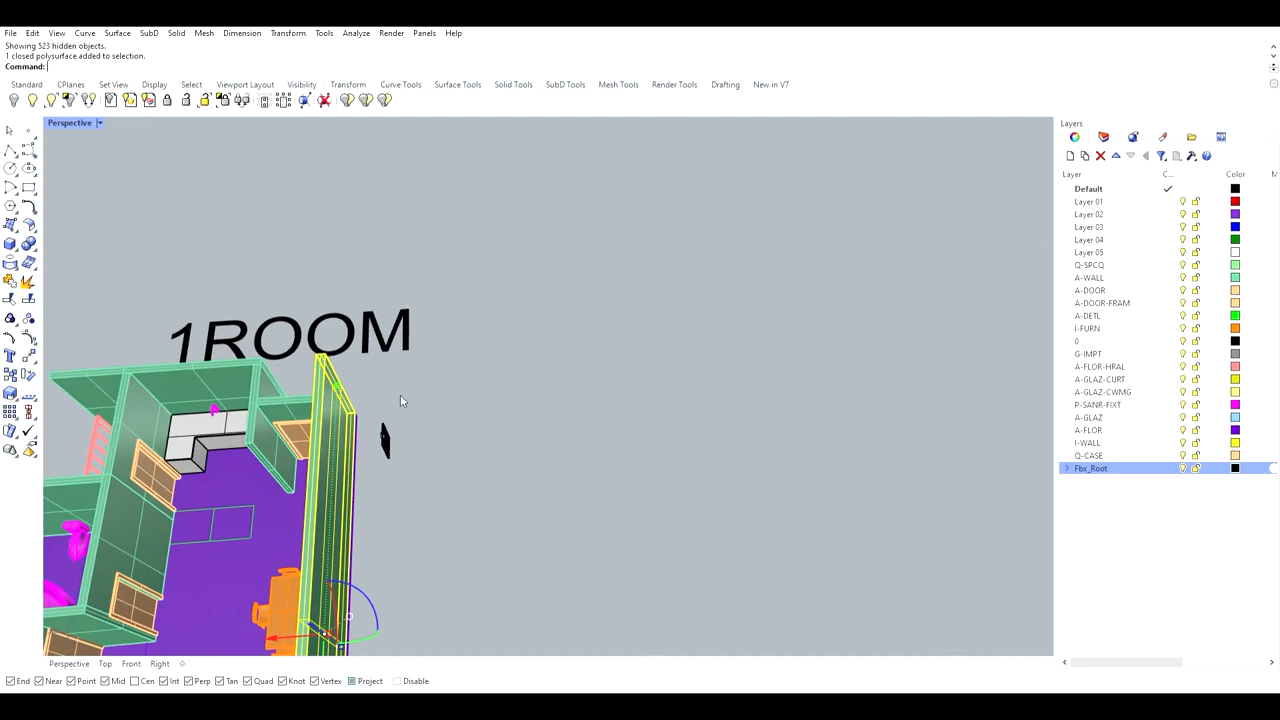 File Edit View Curve Surface SubD Solid Mesh Dimension Transform Tools Analyze Render Panels Help
Showing 523 hidden objects.
1 closed polysurface added to selection.
Command:
Standard CPlanes Set View Display Select Viewport Layout Visibility Transform Curve Tools Surface Tools Solid Tools SubD Tools Mesh Tools Render Tools Drafting New in V7
Perspective
Layers
Layer C... Color M
Default
Layer 01
Layer 02
Layer 03
Layer 04
Layer 05
Q-SPCQ
A-WALL
A-DOOR
A-DOOR-FRAM
A-DETL
I-FURN
0
G-IMPT
A-FLOR-HRAL
A-GLAZ-CURT
A-GLAZ-CWMG
P-SANR-FIXT
A-GLAZ
A-FLOR
I-WALL
Q-CASE
Fbx_Root
1ROOM
Perspective Top Front Right
End Near Point Mid Cen Int Perp Tan Quad Knot Vertex Project Disable